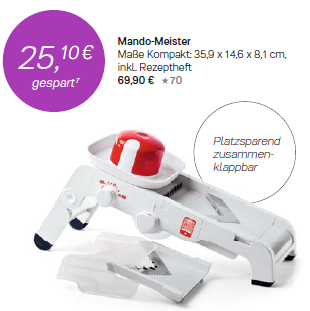 25,10 €
gespart⁷
Mando-Meister
Maße Kompakt: 35,9 x 14,6 x 8,1 cm,
inkl. Rezeptheft
69,90 € ★70
Platzsparend
zusammen-
klappbar